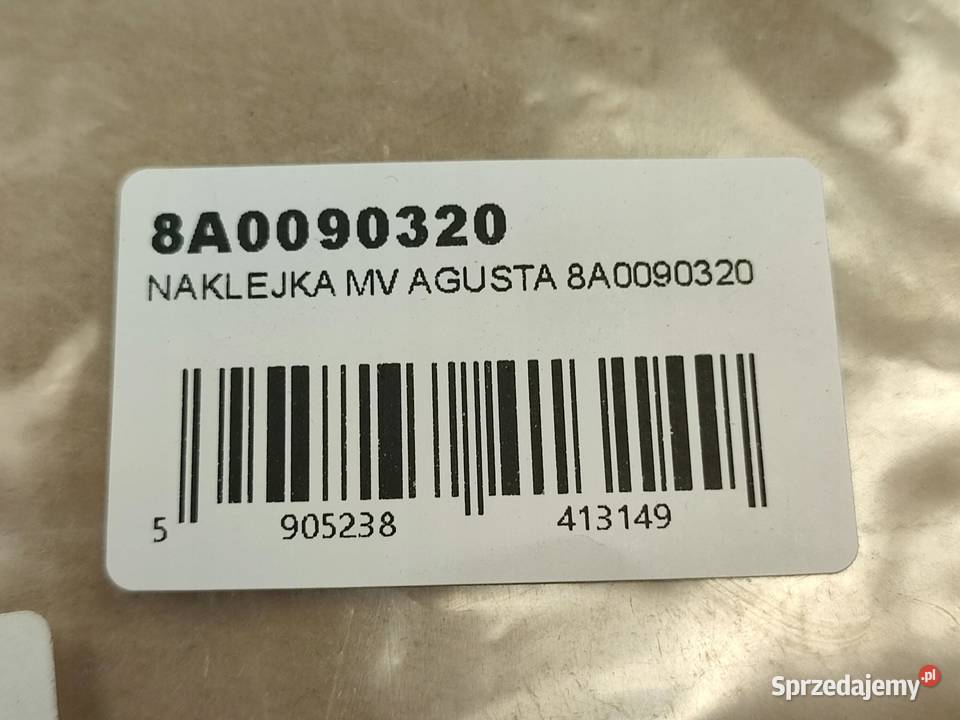 8A0090320
NAKLEJKA MV AGUSTA 8A0090320
5 905238 413149
Sprzedajemy.pl